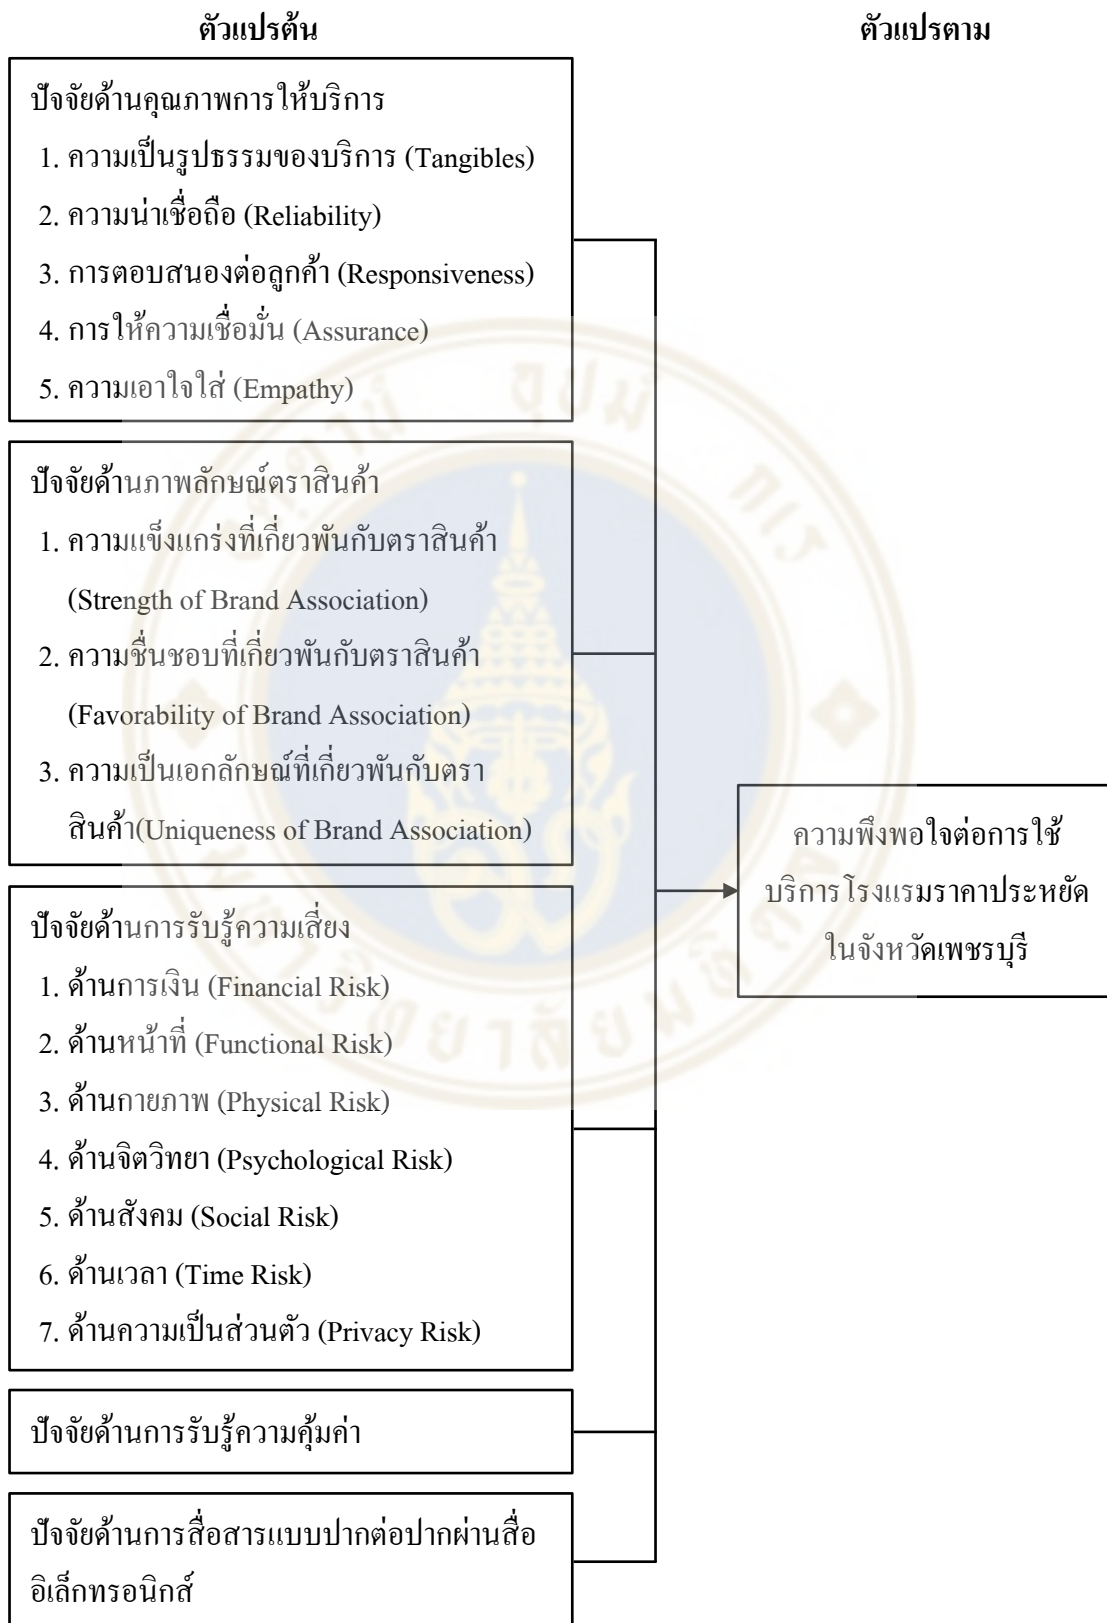 ตัวแปรต้น
ตัวแปรตาม
ปัจจัยด้านคุณภาพการให้บริการ
1. ความเป็นรูปธรรมของบริการ (Tangibles)
2. ความน่าเชื่อถือ (Reliability)
3. การตอบสนองต่อลูกค้า (Responsiveness)
4. การให้ความเชื่อมั่น (Assurance)
5. ความเอาใจใส่ (Empathy)
ปัจจัยด้านภาพลักษณ์ตราสินค้า
1. ความแข็งแกร่งที่เกี่ยวพันกับตราสินค้า
(Strength of Brand Association)
2. ความชื่นชอบที่เกี่ยวพันกับตราสินค้า
(Favorability of Brand Association)
3. ความเป็นเอกลักษณ์ที่เกี่ยวพันกับตรา
สินค้า(Uniqueness of Brand Association)
ปัจจัยด้านการรับรู้ความเสี่ยง
1. ด้านการเงิน (Financial Risk)
2. ด้านหน้าที่ (Functional Risk)
3. ด้านกายภาพ (Physical Risk)
4. ด้านจิตวิทยา (Psychological Risk)
5. ด้านสังคม (Social Risk)
6. ด้านเวลา (Time Risk)
7. ด้านความเป็นส่วนตัว (Privacy Risk)
ปัจจัยด้านการรับรู้ความคุ้มค่า
ปัจจัยด้านการสื่อสารแบบปากต่อปากผ่านสื่อ
อิเล็กทรอนิกส์
ความพึงพอใจต่อการใช้
บริการโรงแรมราคาประหยัด
ในจังหวัดเพชรบุรี